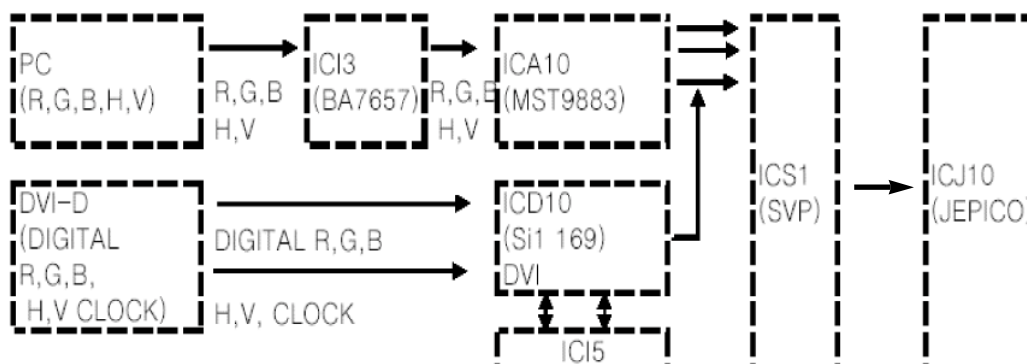 PC
(R,G,B,H,V)
R,G,B
H,V
ICI3
(BA7657)
R,G,B
H,V
ICA10
(MST9883)
ICS1
(SVP)
ICJ10
(JEPICO)
DVI-D
(DIGITAL
R,G,B,
H,V CLOCK)
DIGITAL R,G,B
H,V, CLOCK
ICD10
(Si1 169)
DVI
ICI5